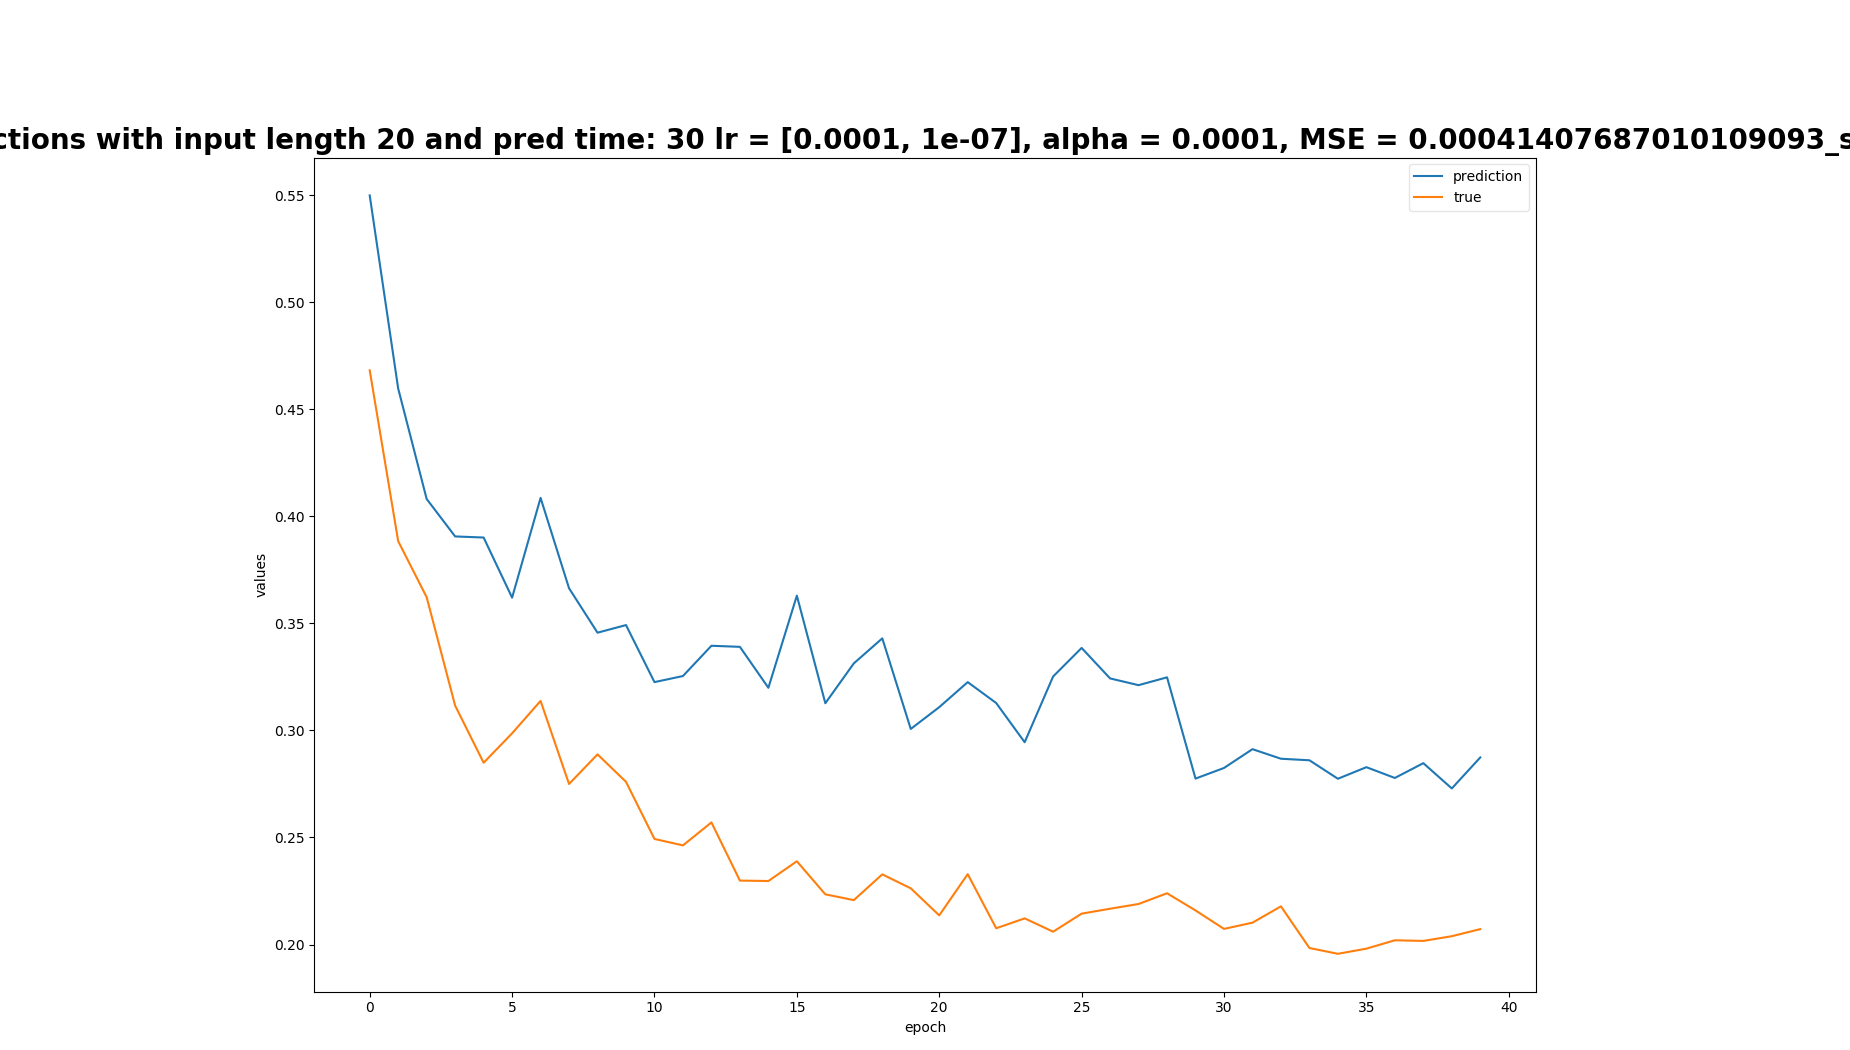 ctions with input length 20 and pred time: 30 lr = [0.0001, 1e-07], alpha = 0.0001, MSE = 0.00041407687010109093_s
prediction
true
0.55
0.50
0.45
0.40
0.35
0.30
0.25
0.20
values
0 5 10 15 20 25 30 35 40
epoch